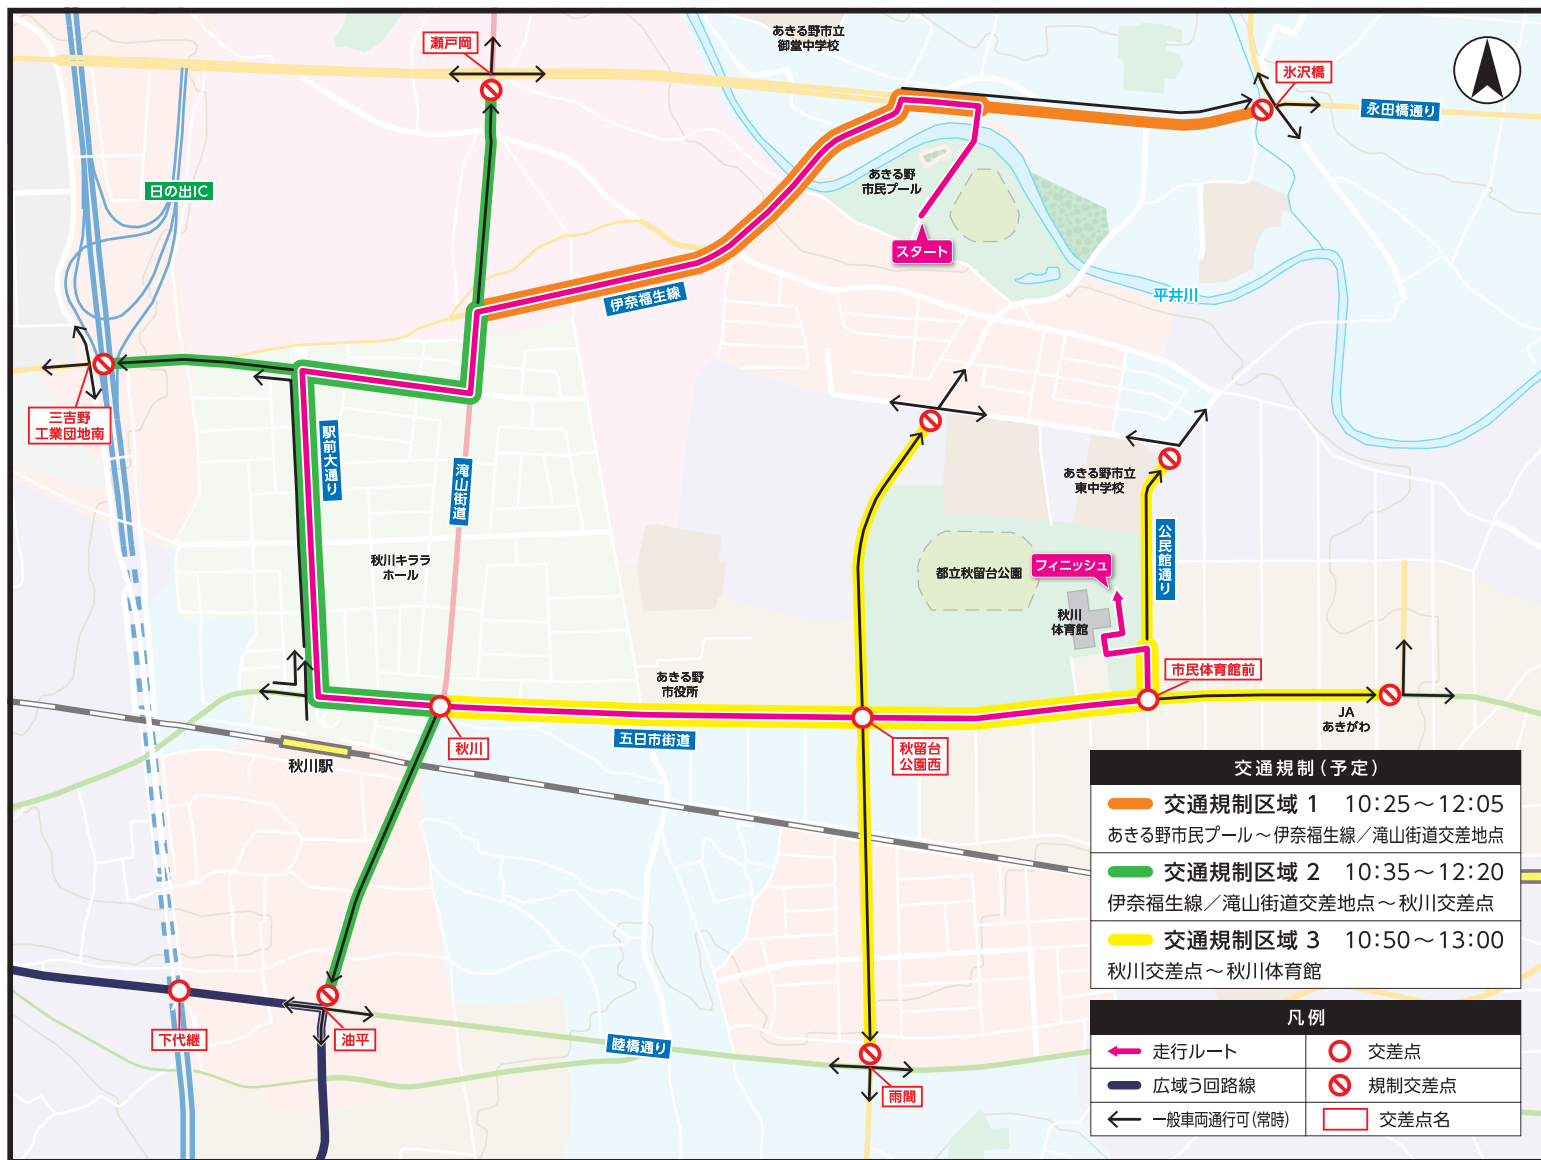 あきる野市立
御堂中学校
瀬戸岡
氷沢橋
永田橋通り
日の出IC
あきる野
市民プール
スタート
平井川
伊奈福生線
三吉野
工業団地南
駅前大通り
滝山街道
あきる野市立
東中学校
公民館通り
秋川キララ
ホール
都立秋留台公園
フィニッシュ
秋川
体育館
あきる野
市役所
市民体育館前
JA
あきがわ
秋川
五日市街道
秋留台
公園西
秋川駅
下代継
油平
睦橋通り
雨間
交通規制(予定)
交通規制区域 1 10:25〜12:05
あきる野市民プール〜伊奈福生線/滝山街道交差地点
交通規制区域 2 10:35〜12:20
伊奈福生線/滝山街道交差地点〜秋川交差点
交通規制区域 3 10:50〜13:00
秋川交差点〜秋川体育館
凡例
走行ルート
交差点
広域う回路線
規制交差点
一般車両通行可(常時)
交差点名